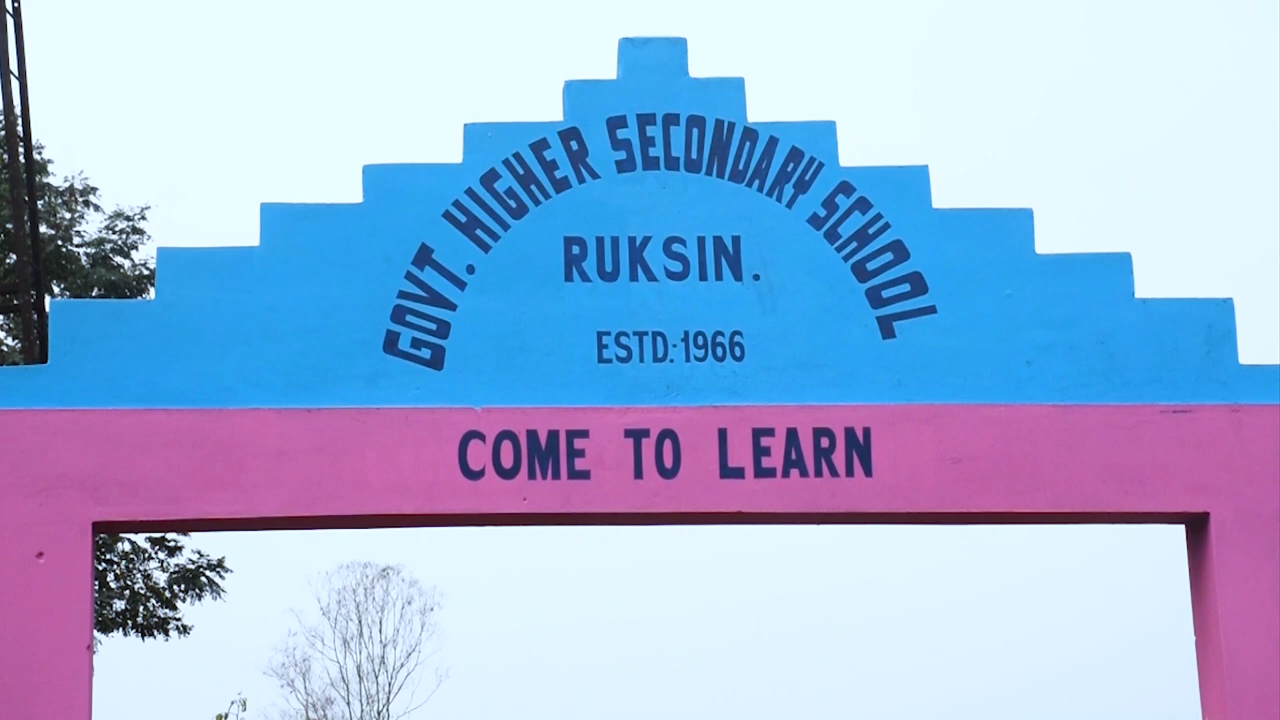 GOVT. HIGHER SECONDARY SCHOOL
RUKSIN.
ESTD:-1966
COME TO LEARN